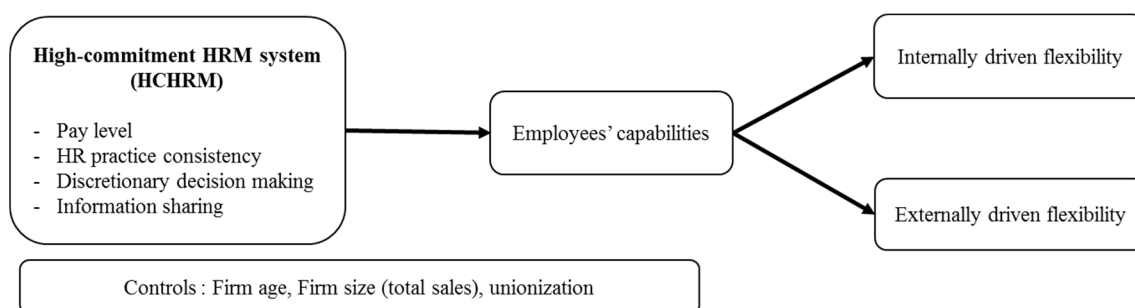 High-commitment HRM system
(HCHRM)
- Pay level
- HR practice consistency
- Discretionary decision making
- Information sharing
Employees’ capabilities
Internally driven flexibility
Externally driven flexibility
Controls : Firm age, Firm size (total sales), unionization